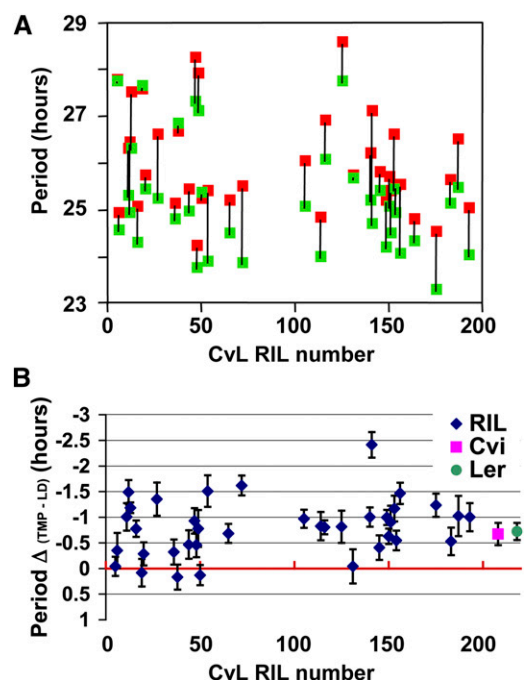 A
Period (hours)
29
27
25
23
0
50
100
150
200
CvL RIL number
B
Period Δ (TMP - LD) (hours)
-3
-2.5
-2
-1.5
-1
-0.5
0
0.5
1
RIL
Cvi
Ler
0
50
100
150
200
CvL RIL number